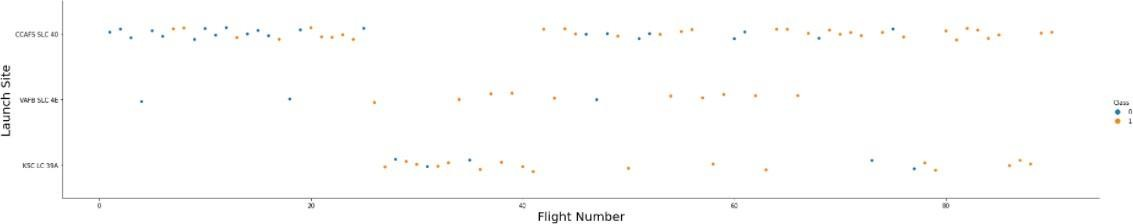 CCAFS SLC 40
VAFB SLC 4E
KSC LC 39A
Launch Site
0
20
40
60
80
Flight Number
Class
0
1